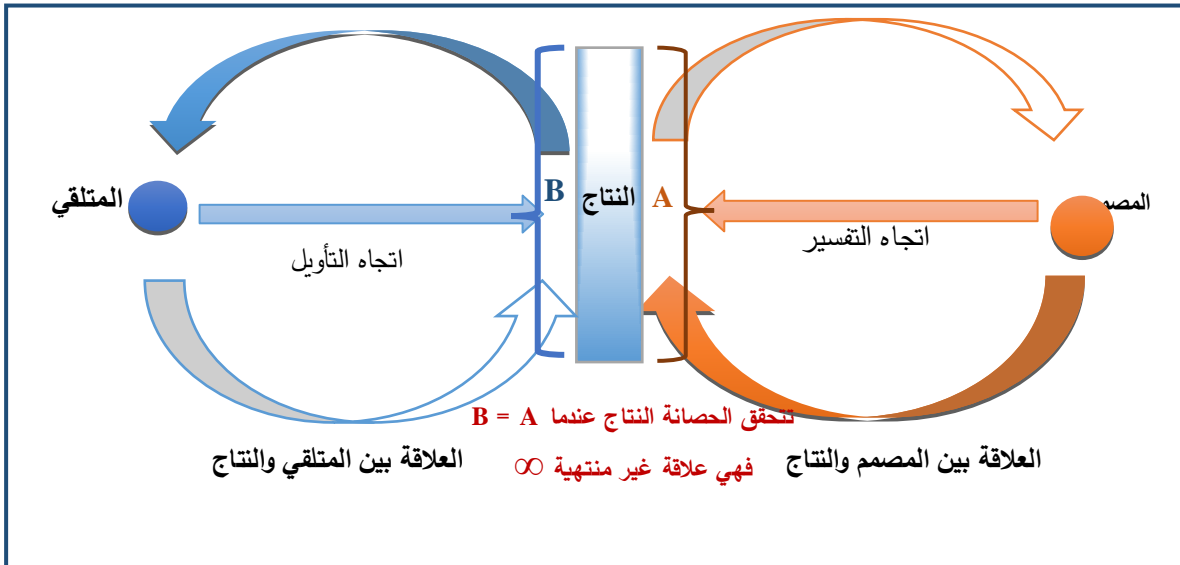 المصم
المتلقي
B
النتاج
A
اتجاه التفسير
اتجاه التأويل
تتحقق الحصانة النتاج عندما B = A
العلاقة بين المصمم والنتاج
العلاقة بين المتلقي والنتاج
فهي علاقة غير منتهية ∞